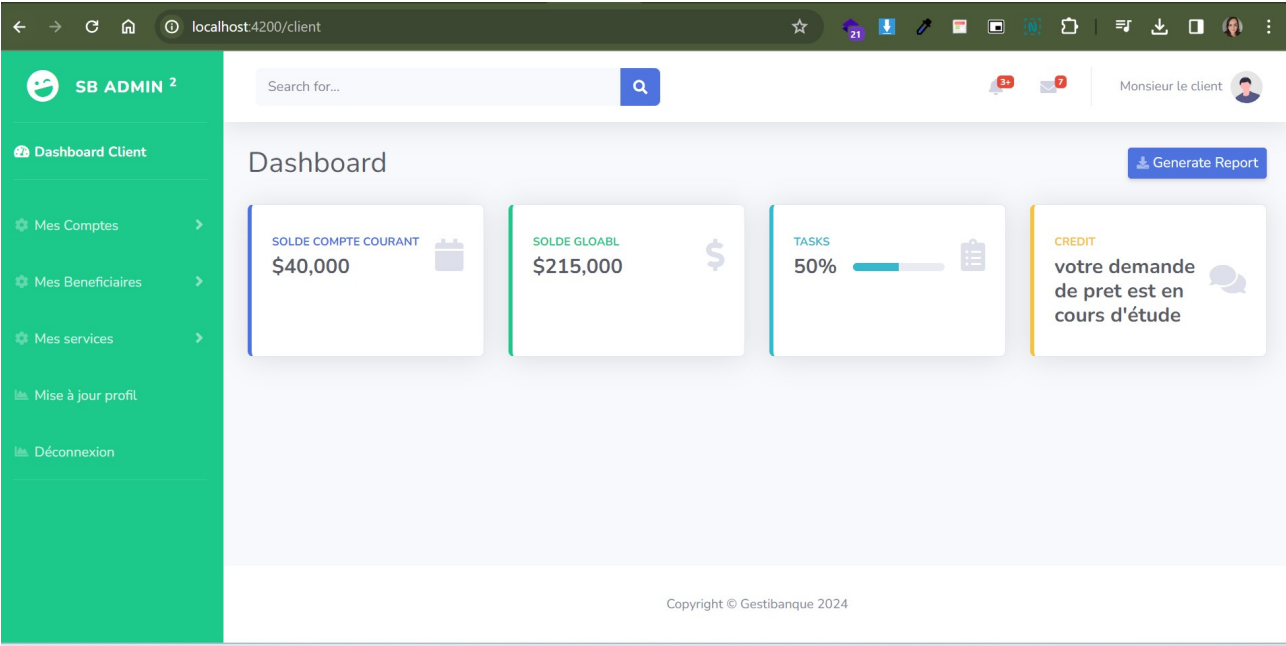 localhost:4200/client
21
SB ADMIN 2
Search for...
3+
7
Monsieur le client
Dashboard Client
Dashboard
Generate Report
Mes Comptes
Mes Beneficiaires
Mes services
Mise à jour profil
Déconnexion
SOLDE COMPTE COURANT
$40,000
SOLDE GLOABL
$215,000
$
TASKS
50%
CREDIT
votre demande
de pret est en
cours d'étude
Copyright © Gestibanque 2024